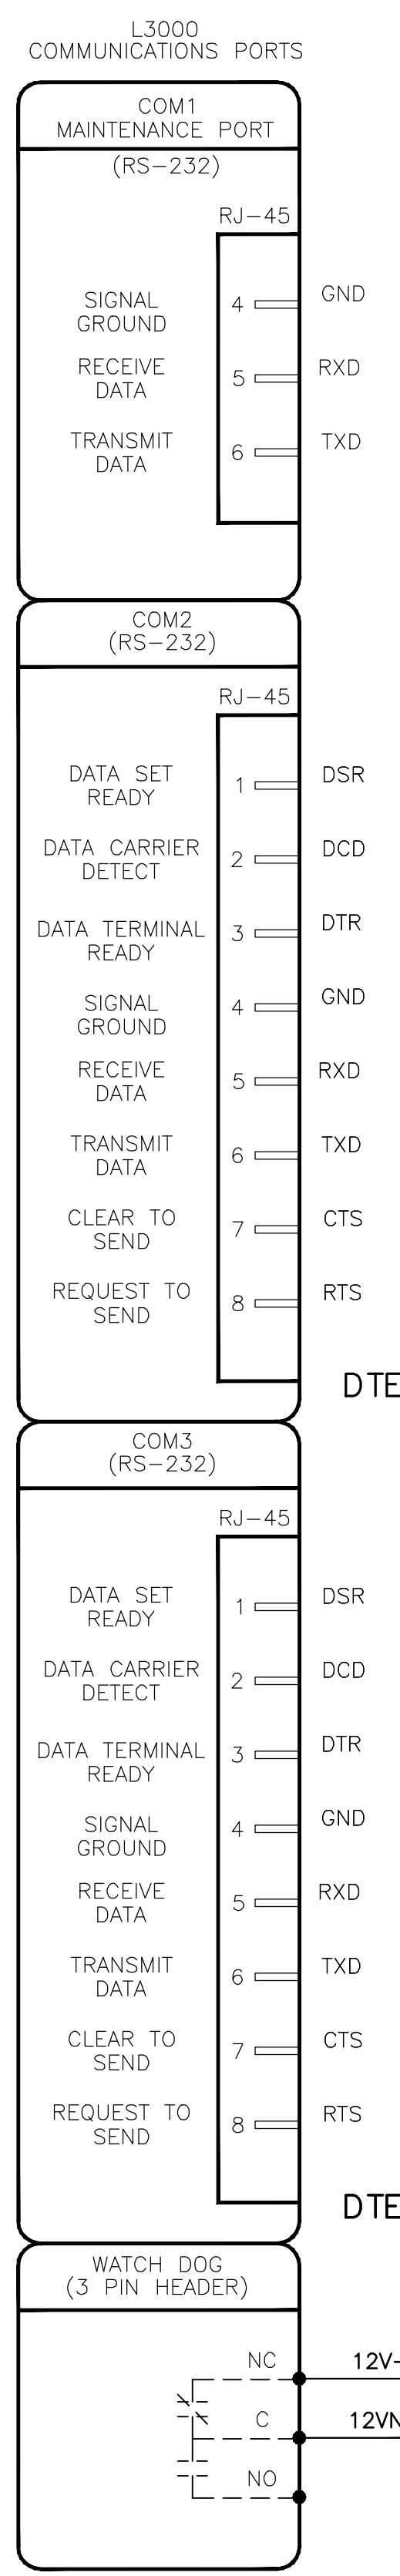 L3000
COMMUNICATIONS PORTS
COM1
MAINTENANCE PORT
(RS-232)
RJ-45
SIGNAL
GROUND
4
GND
RECEIVE
DATA
5
RXD
TRANSMIT
DATA
6
TXD
COM2
(RS-232)
RJ-45
DATA SET
READY
1
DSR
DATA CARRIER
DETECT
2
DCD
DATA TERMINAL
READY
3
DTR
SIGNAL
GROUND
4
GND
RECEIVE
DATA
5
RXD
TRANSMIT
DATA
6
TXD
CLEAR TO
SEND
7
CTS
REQUEST TO
SEND
8
RTS
DTE
COM3
(RS-232)
RJ-45
DATA SET
READY
1
DSR
DATA CARRIER
DETECT
2
DCD
DATA TERMINAL
READY
3
DTR
SIGNAL
GROUND
4
GND
RECEIVE
DATA
5
RXD
TRANSMIT
DATA
6
TXD
CLEAR TO
SEND
7
CTS
REQUEST TO
SEND
8
RTS
DTE
WATCH DOG
(3 PIN HEADER)
NC
12V-
C
12VN
NO